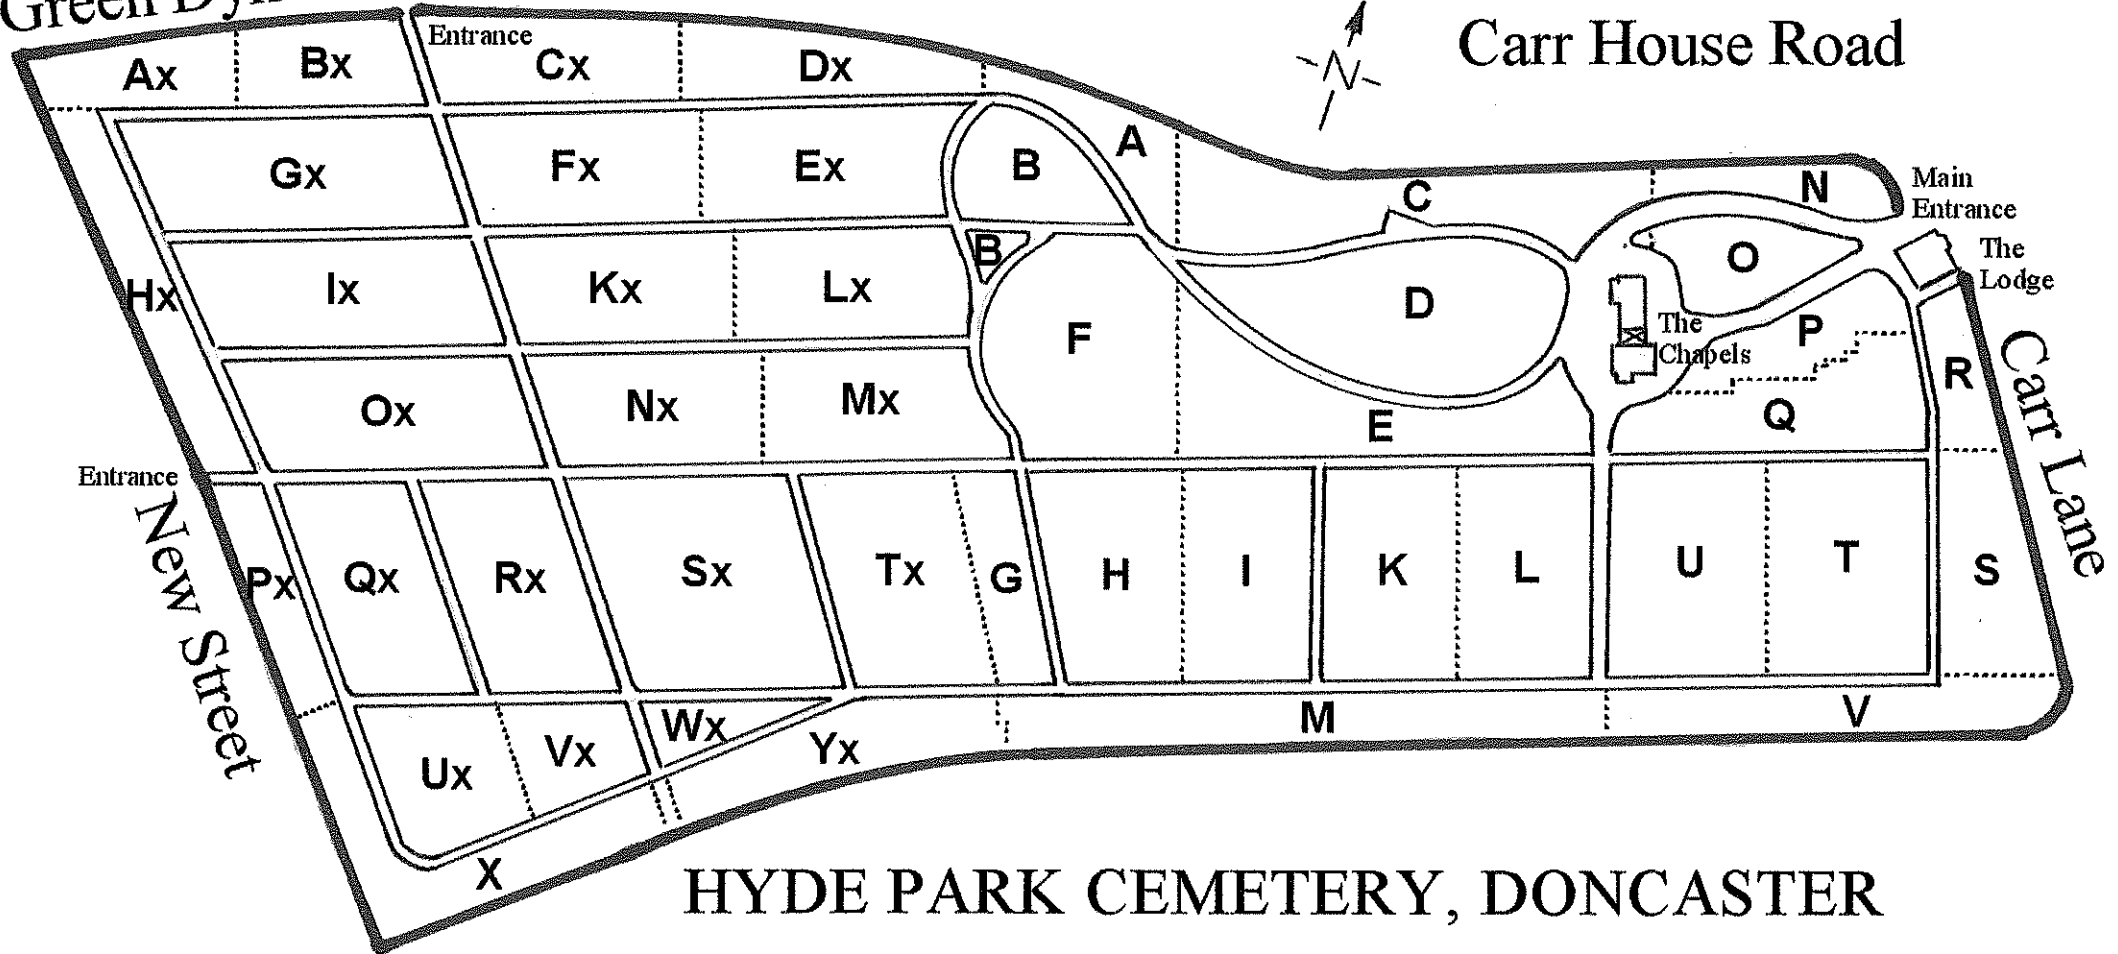 Green
Carr House Road
Entrance
Ax
Bx
Cx
Dx
A
B
C
N
Main
Entrance
Gx
Fx
Ex
B
O
The
Lodge
Hx
Ix
Kx
Lx
F
D
The
Chapels
P
R
Carr Lane
Ox
Nx
Mx
E
Q
Entrance
New Street
Px
Qx
Rx
Sx
Tx
G
H
I
K
L
U
T
S
Ux
Vx
Wx
Yx
M
V
X
N
HYDE PARK CEMETERY, DONCASTER